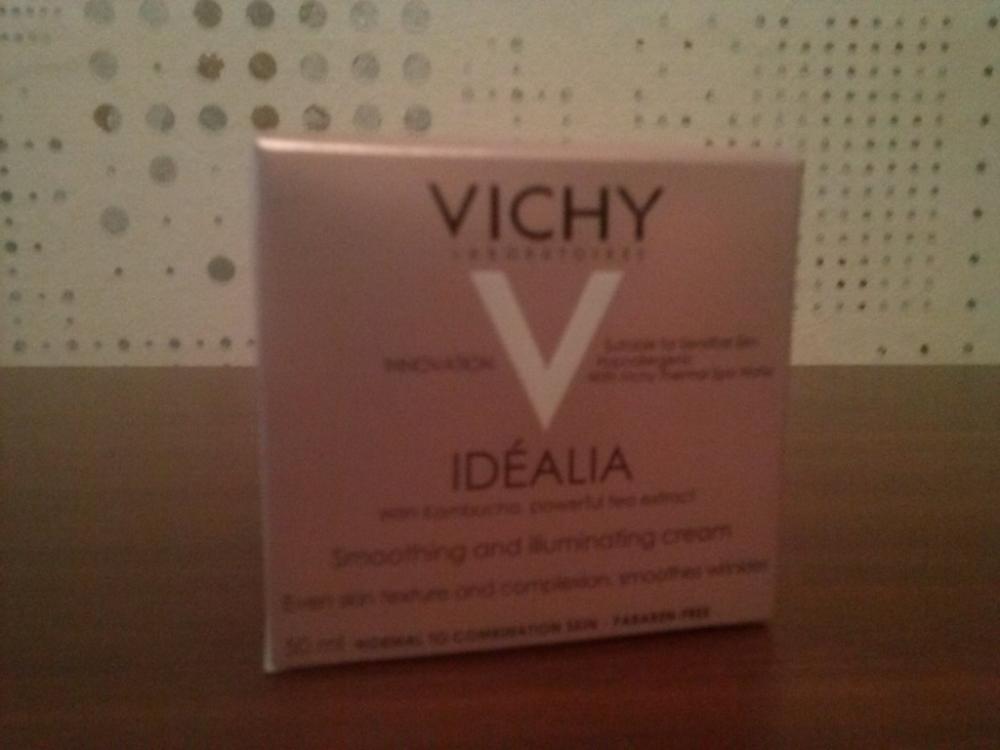 VICHY
LABORATOIRES
V
INNOVATION
Suitable for Sensitive Skin
Hypoallergenic
With Vichy Thermal Spa Water
IDÉALIA
With Kombucha, powerful tea extract
Smoothing and illuminating cream
Even skin texture and complexion, smoothes wrinkles
50 ml NORMAL TO COMBINATION SKIN - PARABEN-FREE